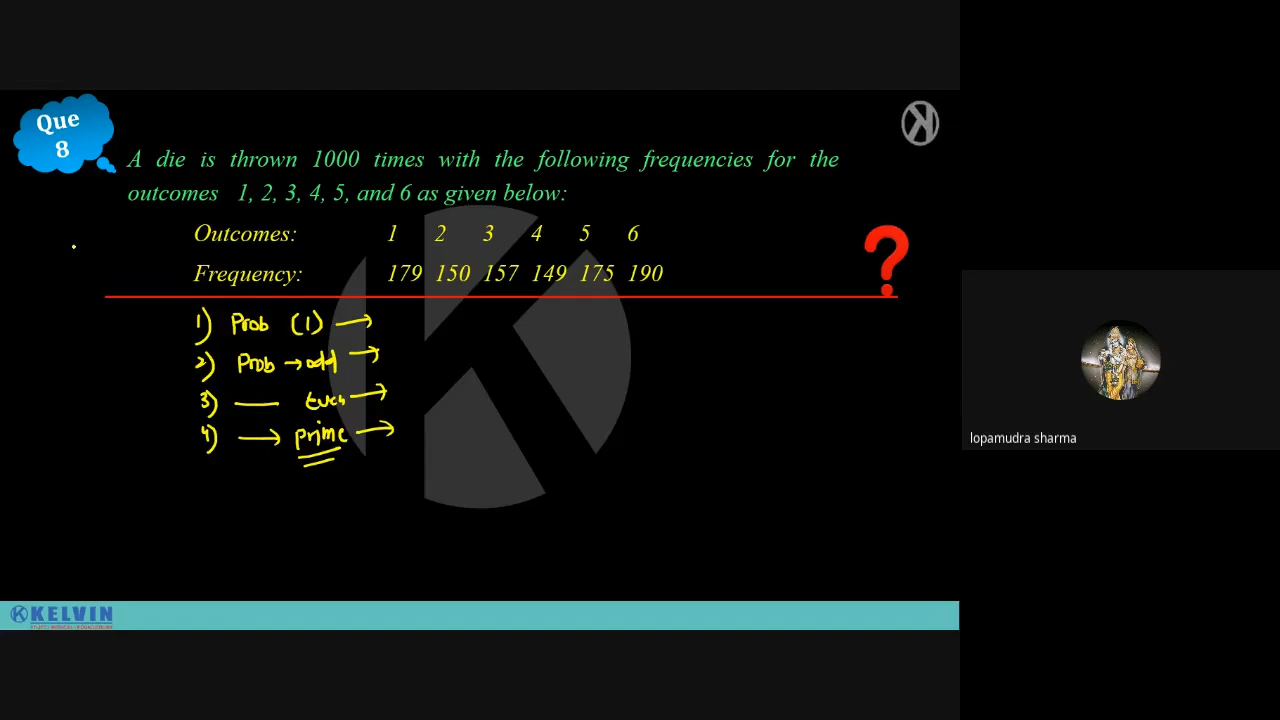 Que
8
A die is thrown 1000 times with the following frequencies for the
outcomes 1, 2, 3, 4, 5, and 6 as given below:
Outcomes: 1 2 3 4 5 6
Frequency: 179 150 157 149 175 190
?
1) Prob (1) →
2) Prob → odd →
3) — even →
4) → prime →
lopamudra sharma
KELVIN